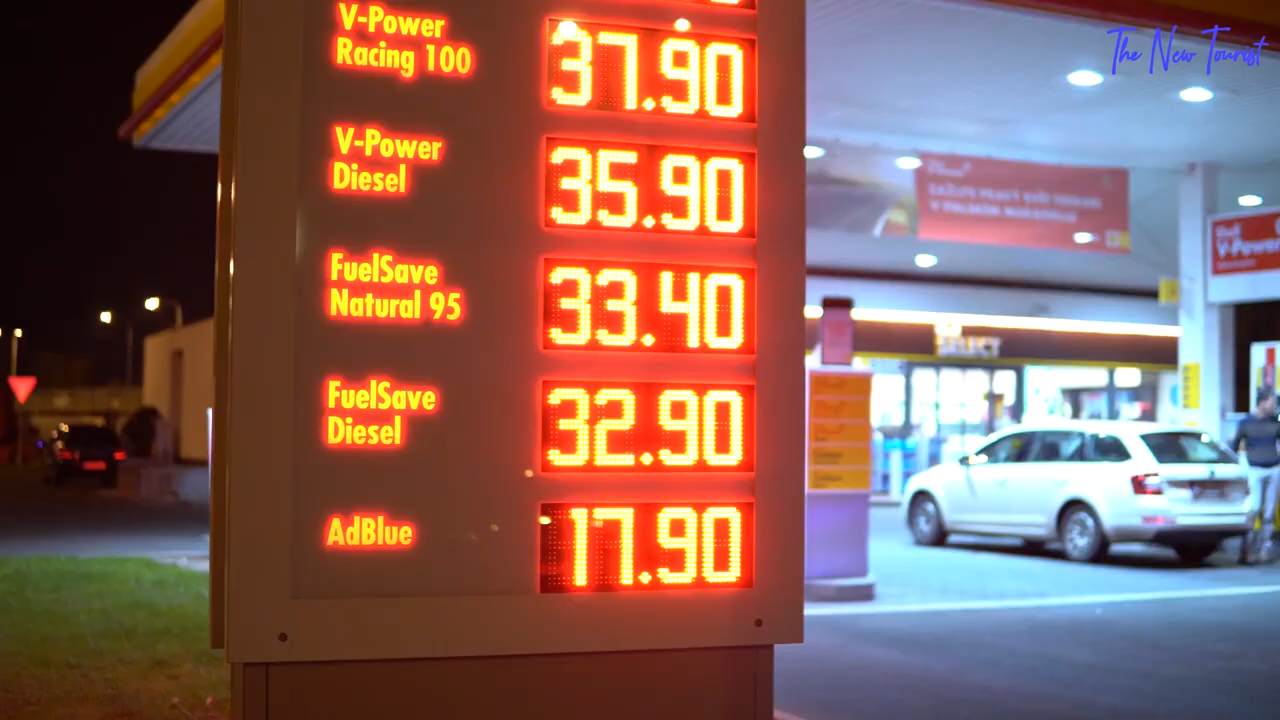 The New Tourist
V-Power
Racing 100
37.90
V-Power
Diesel
35.90
FuelSave
Natural 95
33.40
FuelSave
Diesel
32.90
AdBlue
17.90
SELECT
V-Power